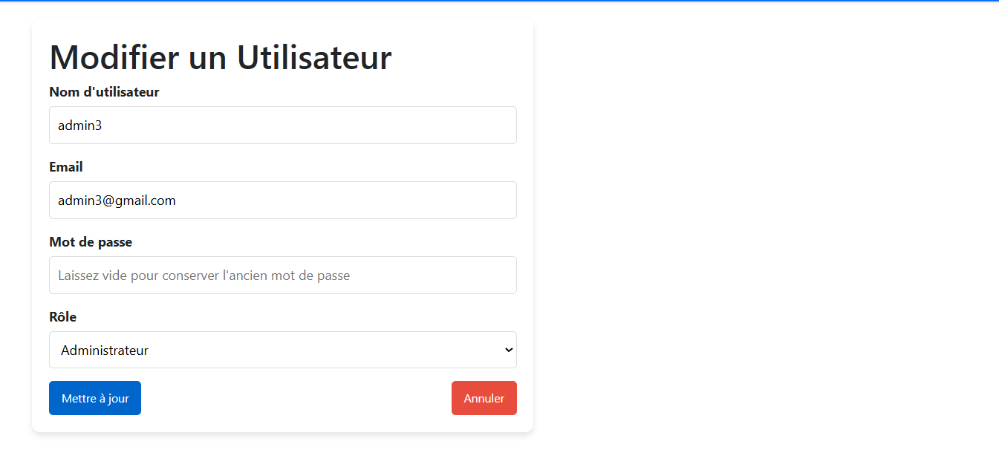 Modifier un Utilisateur
Nom d'utilisateur
admin3
Email
admin3@gmail.com
Mot de passe
Laissez vide pour conserver l'ancien mot de passe
Rôle
Administrateur
Mettre à jour
Annuler